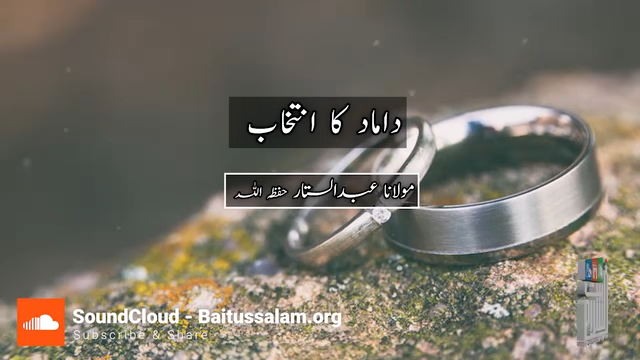 داماد کا انتخاب
مولانا عبدالستار حفظہ اللہ
SoundCloud - Baitussalam.org
Subscribe & Share